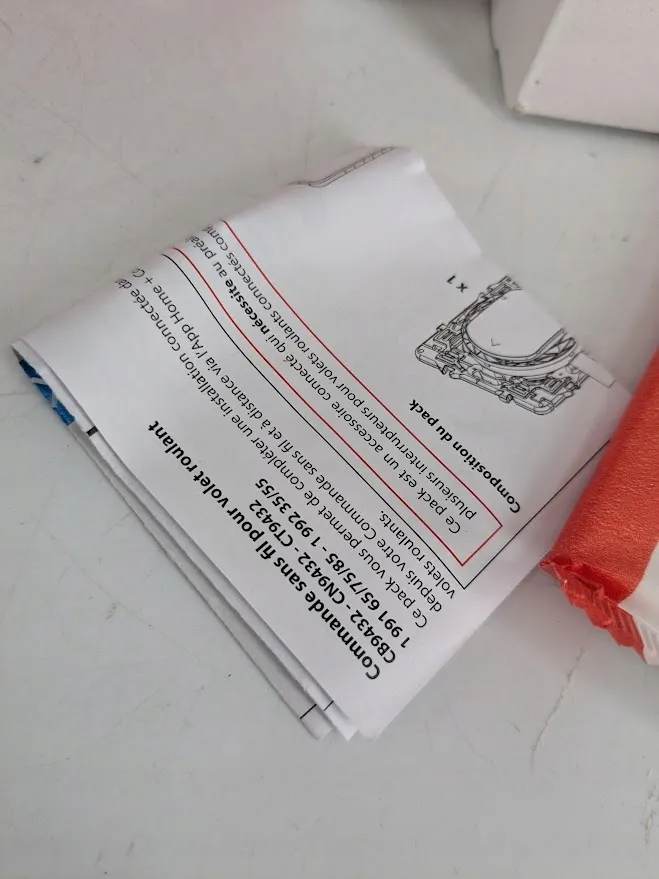 Commande sans fil pour volet roulant
CB9432 - CN9432 - CT9432
1 991 65/75/85 - 1 992 35/55
Ce pack vous permet de compléter une installation connectée
depuis votre Commande sans fil et à distance via l'App Home +
volets roulants.
Ce pack est un accessoire connecté qui nécessite au
plusieurs interrupteurs pour volets roulants connectés
Composition du pack
x 1